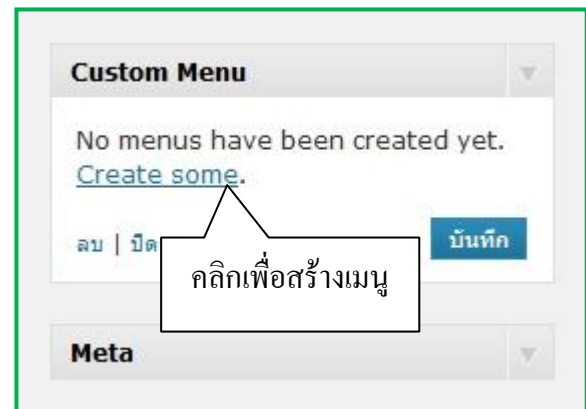 Custom Menu
No menus have been created yet.
Create some.
ลบ | ปิด
บันทึก
คลิกเพื่อสร้างเมนู
Meta